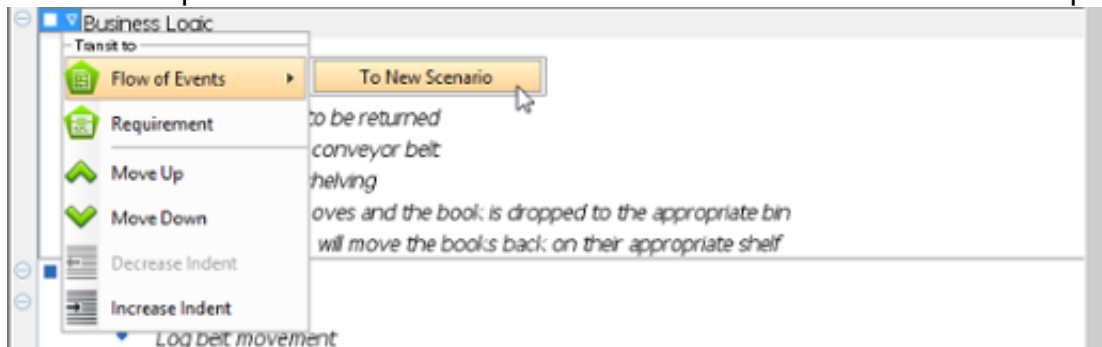 Business Logic
Transit to
Flow of Events
To New Scenario
Requirement
to be returned
conveyor belt
Move Up
helving
Move Down
oves and the book is dropped to the appropriate bin
will move the books back on their appropriate shelf
Decrease Indent
Increase Indent
Log belt movement